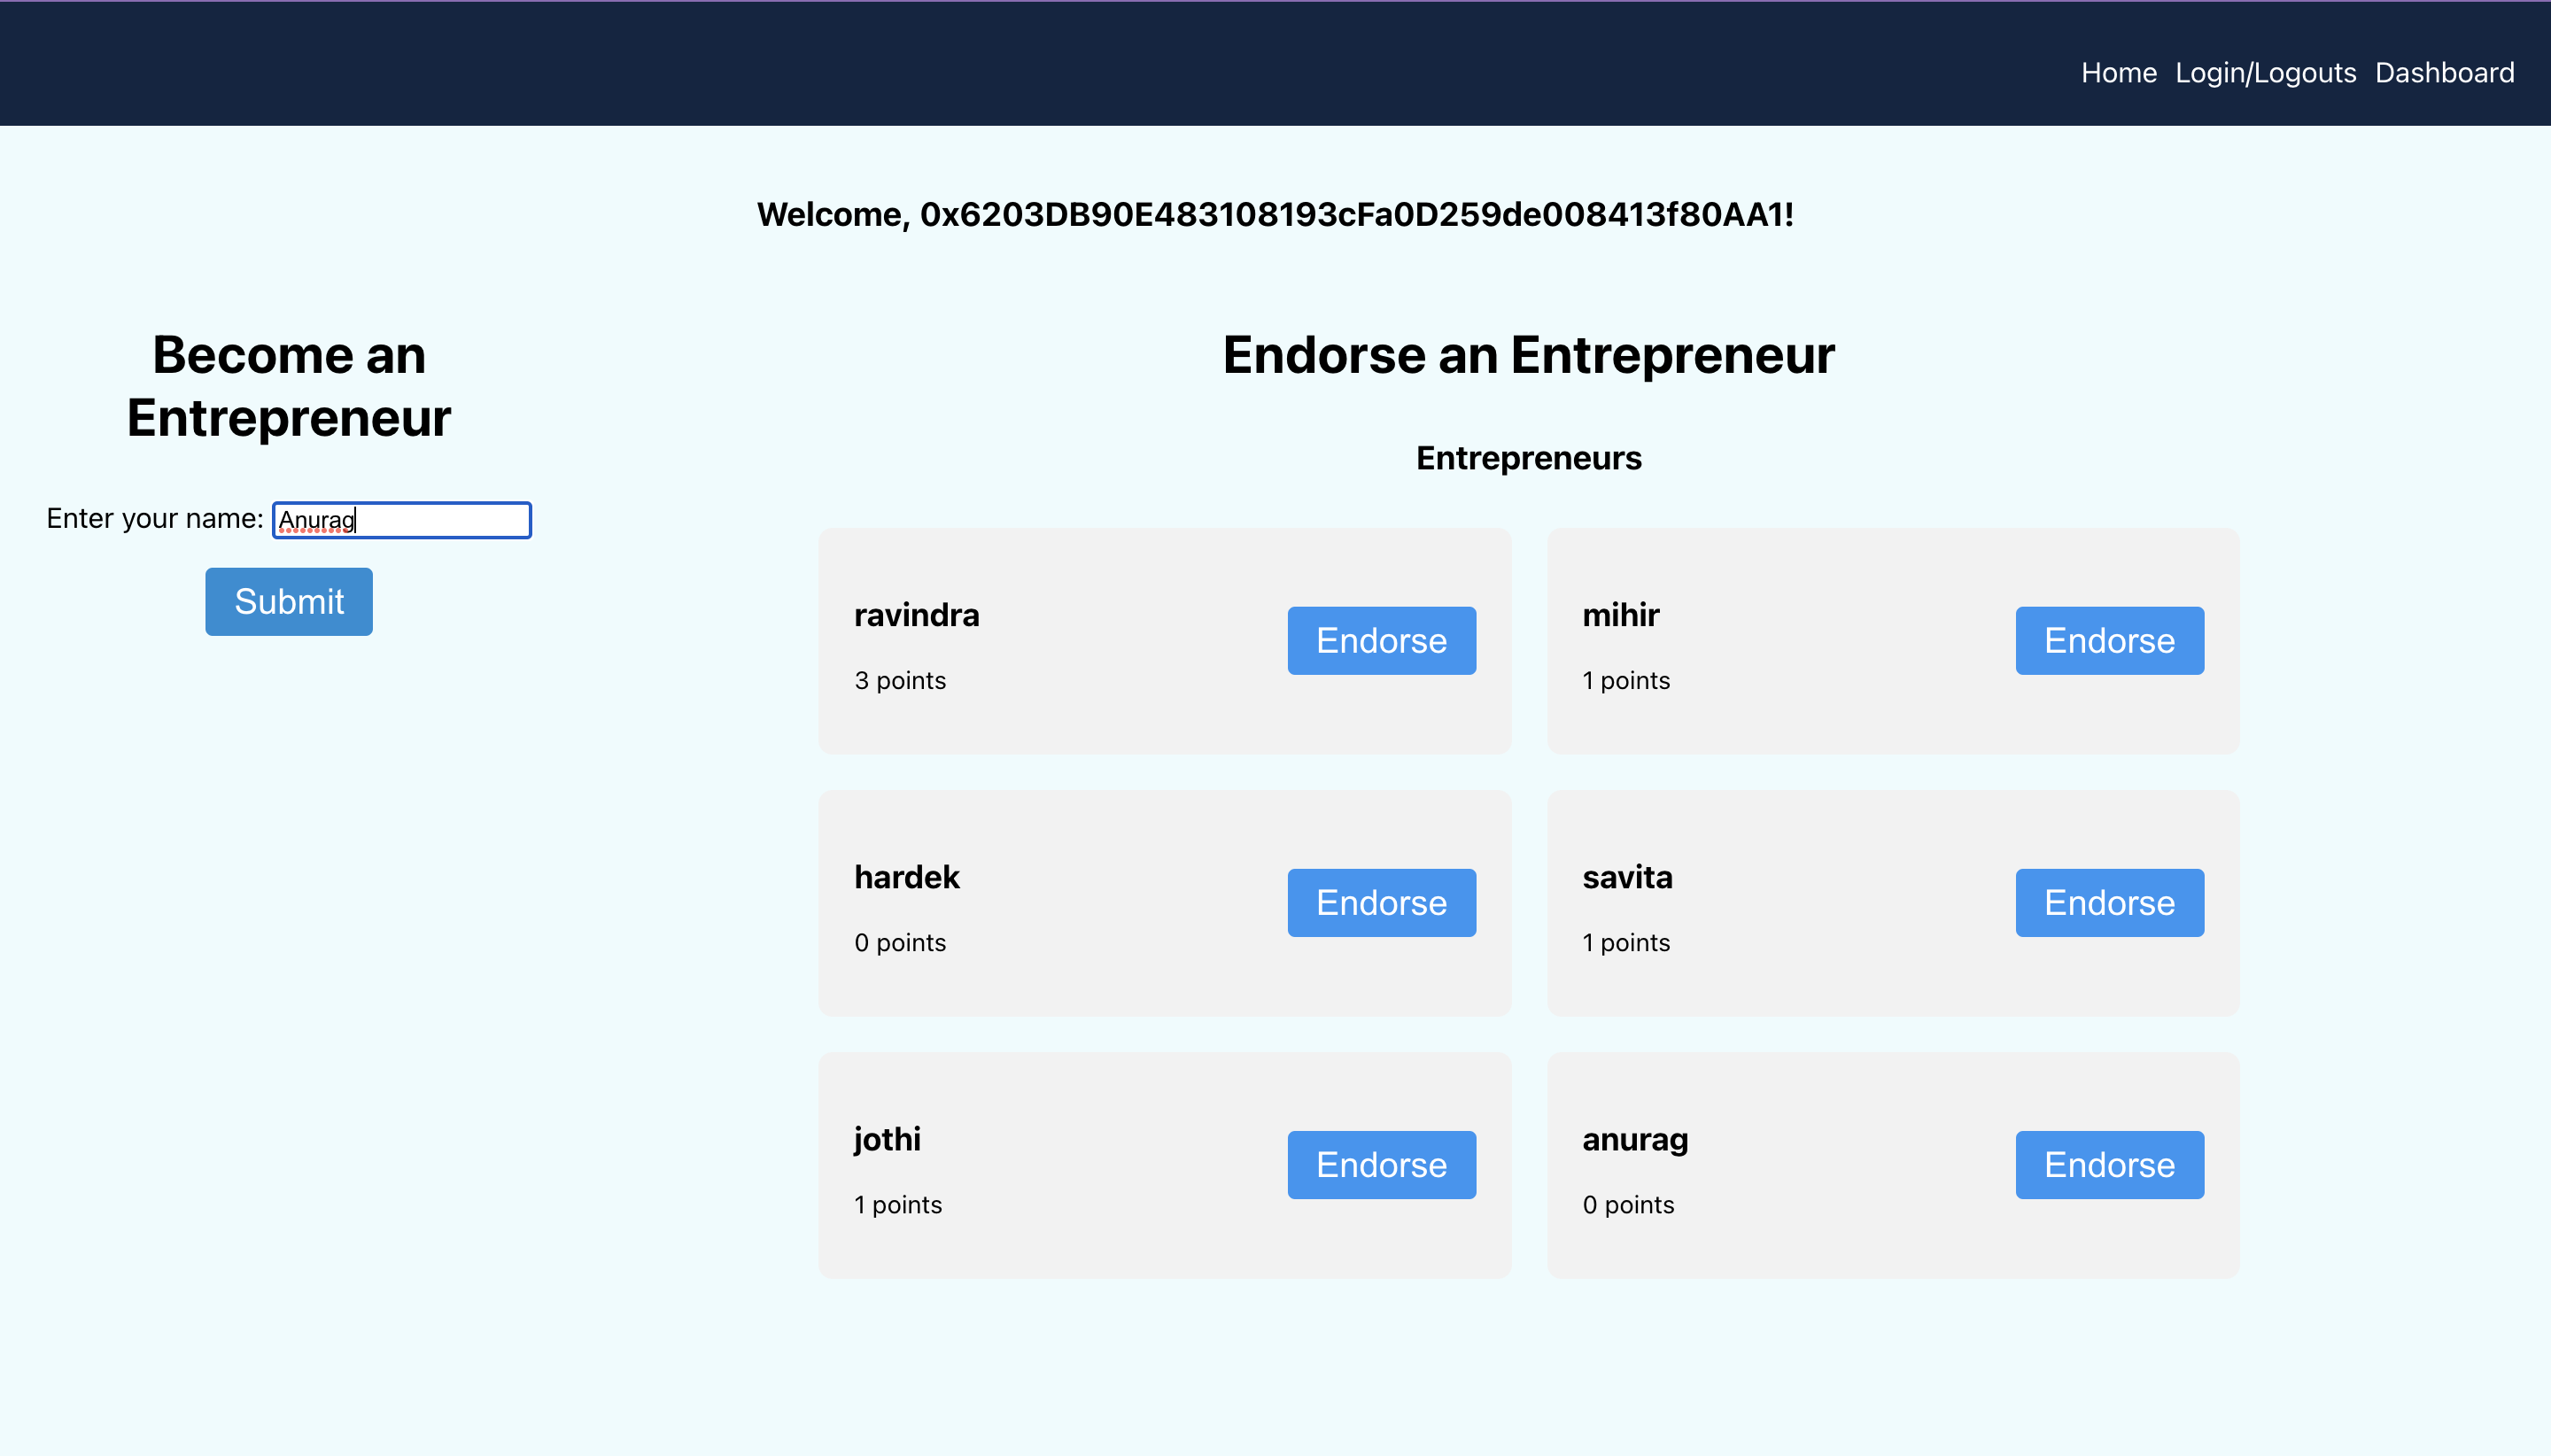 Home Login/Logouts Dashboard
Welcome, 0x6203DB90E483108193cFa0D259de008413f80AA1!
Become an
Entrepreneur
Enter your name: Anurag
Submit
Endorse an Entrepreneur
Entrepreneurs
ravindra
3 points
Endorse
mihir
1 points
Endorse
hardek
0 points
Endorse
savita
1 points
Endorse
jothi
1 points
Endorse
anurag
0 points
Endorse